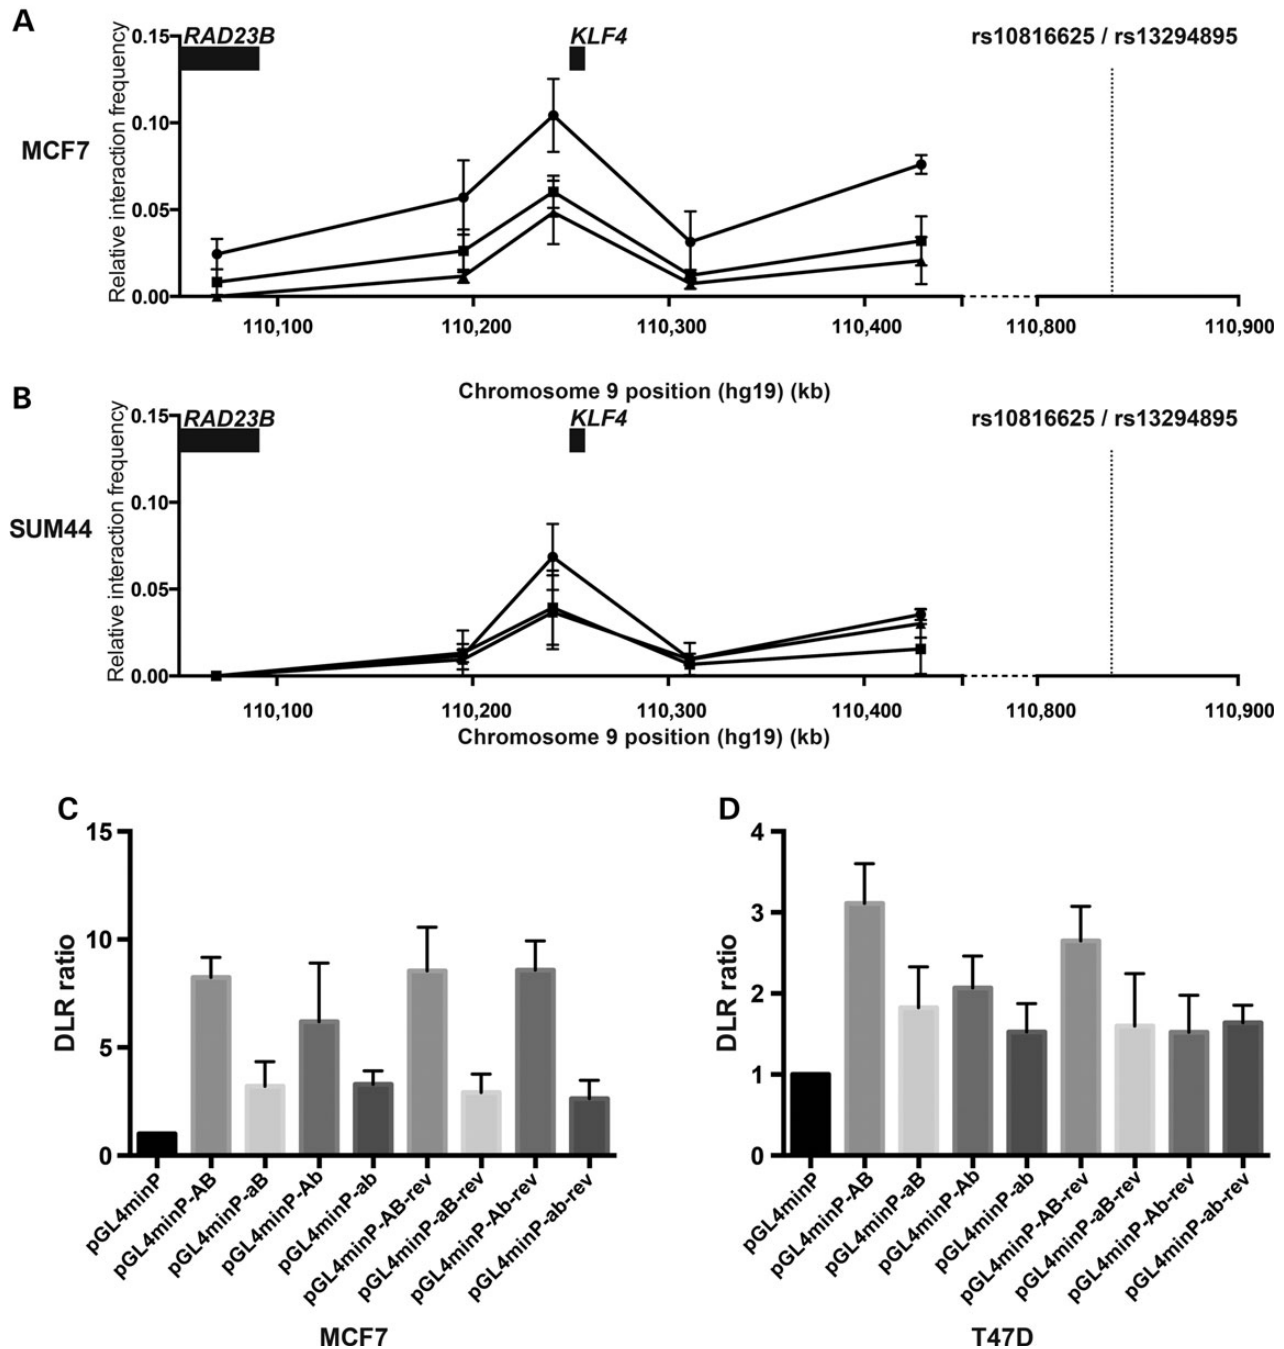 A
RAD23B
KLF4
rs10816625 / rs13294895
MCF7
Relative interaction frequency
0.15
0.10
0.05
0.00
110,100
110,200
110,300
110,400
110,800
110,900
Chromosome 9 position (hg19) (kb)
B
RAD23B
KLF4
rs10816625 / rs13294895
SUM44
Relative interaction frequency
0.15
0.10
0.05
0.00
110,100
110,200
110,300
110,400
110,800
110,900
Chromosome 9 position (hg19) (kb)
C
DLR ratio
15
10
5
0
pGL4minP
pGL4minP-AB
pGL4minP-aB
pGL4minP-Ab
pGL4minP-ab
pGL4minP-AB-rev
pGL4minP-aB-rev
pGL4minP-Ab-rev
pGL4minP-ab-rev
MCF7
D
DLR ratio
4
3
2
1
0
pGL4minP
pGL4minP-AB
pGL4minP-aB
pGL4minP-Ab
pGL4minP-ab
pGL4minP-AB-rev
pGL4minP-aB-rev
pGL4minP-Ab-rev
pGL4minP-ab-rev
T47D